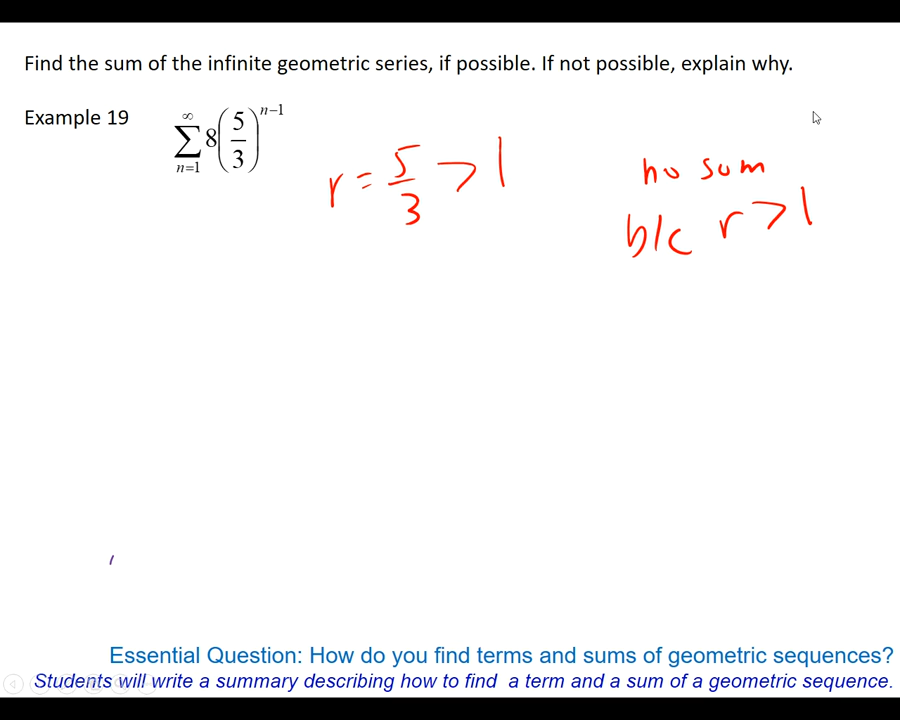 Find the sum of the infinite geometric series, if possible. If not possible, explain why.
Example 19 ∑_{n=1}^{∞} 8(5/3)^{n−1}
r = 5/3 > 1
no sum
b/c r > 1
Essential Question: How do you find terms and sums of geometric sequences?
Students will write a summary describing how to find a term and a sum of a geometric sequence.